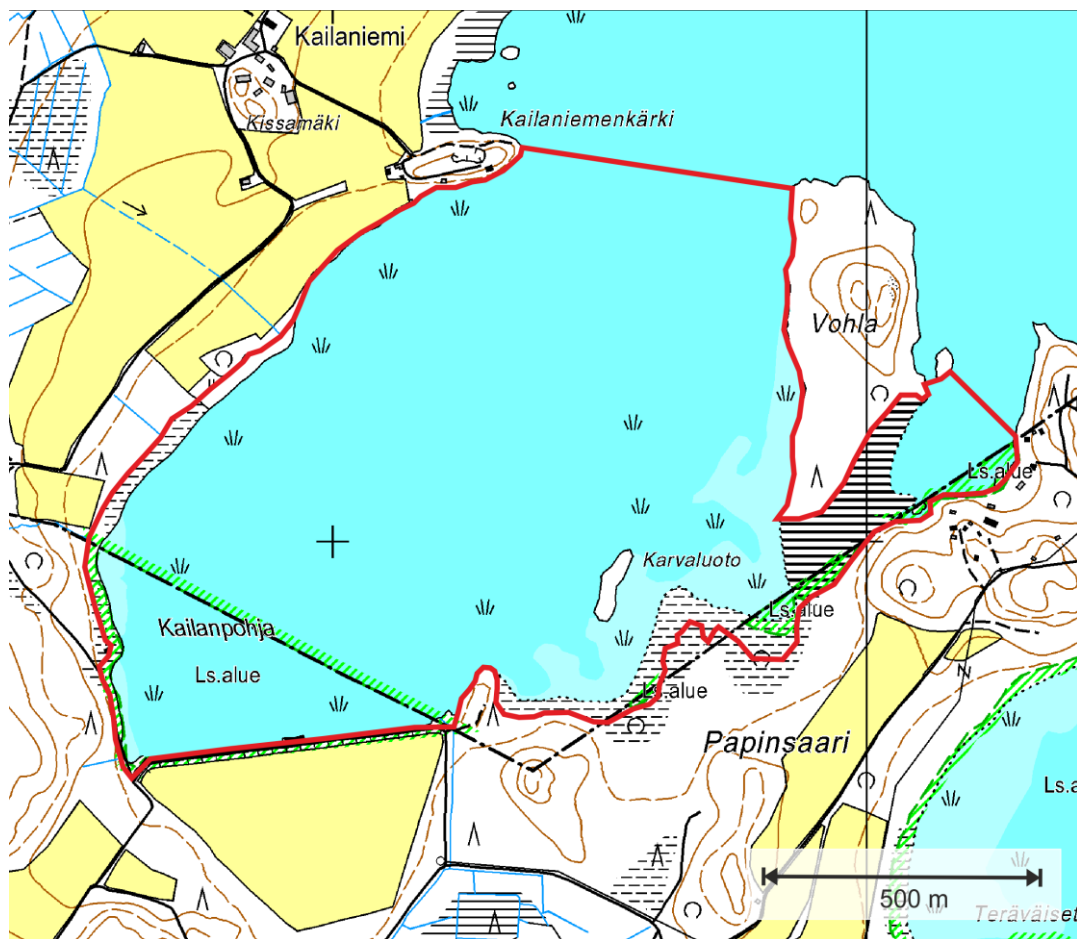 Kailaniemi
Kissamäki
Kailaniemenkärki
Vohla
Ls.alue
Karvaluoto
Ls.alue
Kailanpohja
Ls.alue
Ls.alue
Papinsaari
Ls.a
500 m
Teräväiset